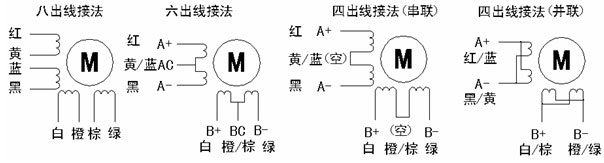 八出线接法
红
黄
蓝
黑
M
白 橙 棕 绿
六出线接法
红 A+
黄/蓝 AC
黑 A-
M
B+ BC B-
白 橙/棕 绿
四出线接法(串联)
红 A+
黄/蓝(空)
黑 A-
M
B+ (空) B-
白 橙/棕 绿
四出线接法(并联)
A+
红/蓝
A-
黑/黄
M
B+ B-
白/棕 橙/绿